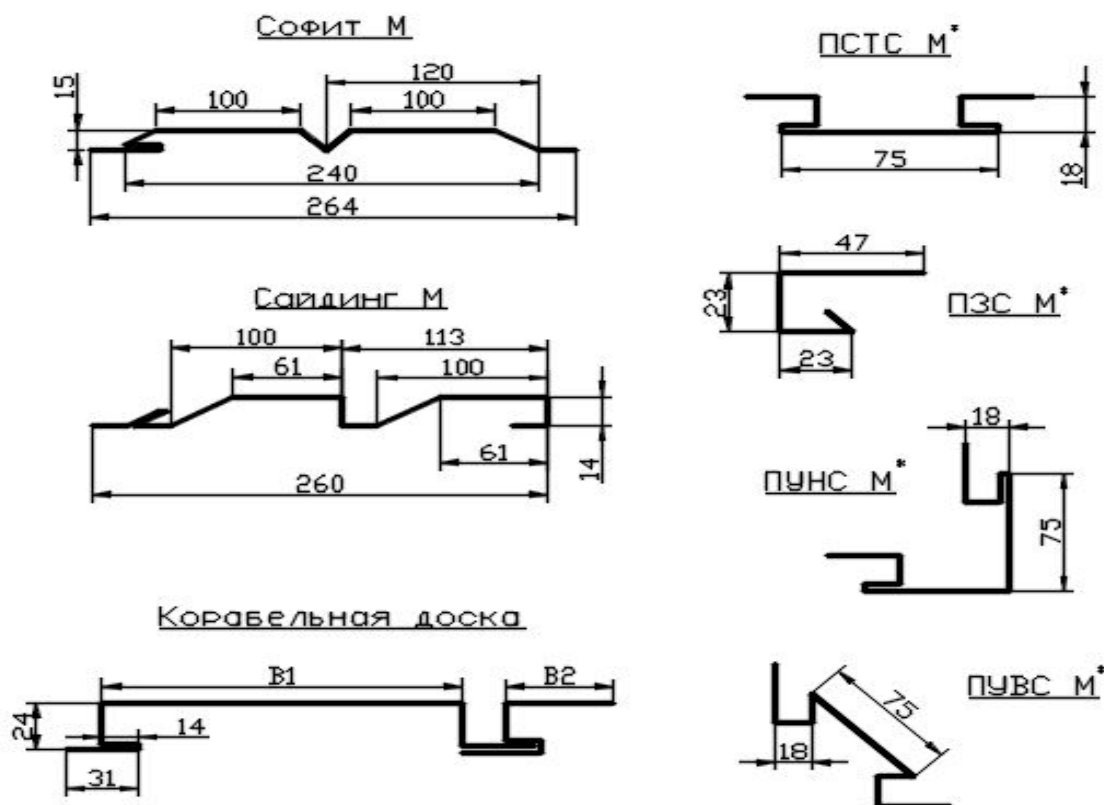 Софит М
15
120
100
100
240
264
Сайдинг М
100
113
61
100
61
14
260
Корабельная доска
В1
В2
24
14
31
ПСТС М*
75
18
47
23
ПЗС М*
23
18
ПУНС М*
75
ПУВС М*
75
18